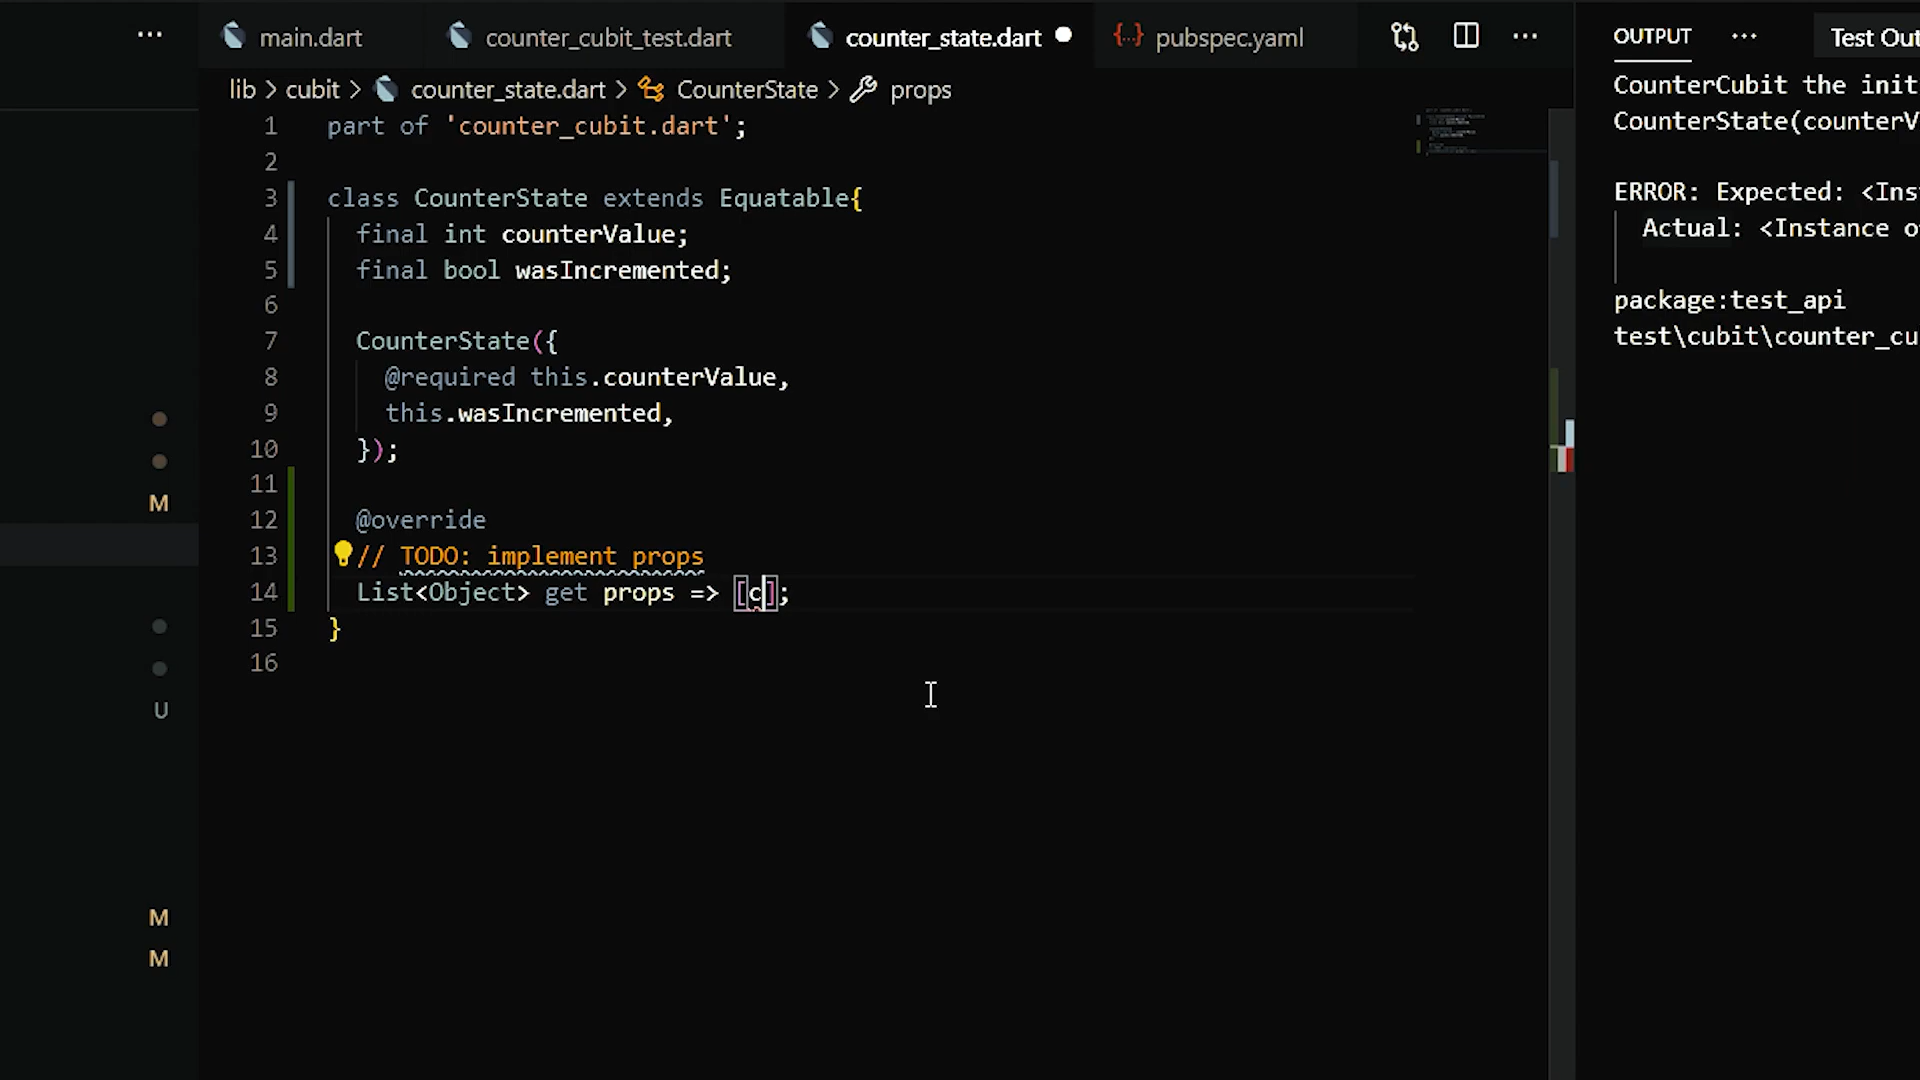 main.dart
counter_cubit_test.dart
counter_state.dart
pubspec.yaml
OUTPUT
Test Out
lib > cubit > counter_state.dart > CounterState > props
1 part of 'counter_cubit.dart';
2
3 class CounterState extends Equatable{
4 final int counterValue;
5 final bool wasIncremented;
6
7 CounterState({
8 @required this.counterValue,
9 this.wasIncremented,
10 });
11
12 @override
13 // TODO: implement props
14 List<Object> get props => [c];
15 }
16
M
U
M
M
CounterCubit the init
CounterState(counterV
ERROR: Expected: <Ins
Actual: <Instance o
package:test_api
test\cubit\counter_cu